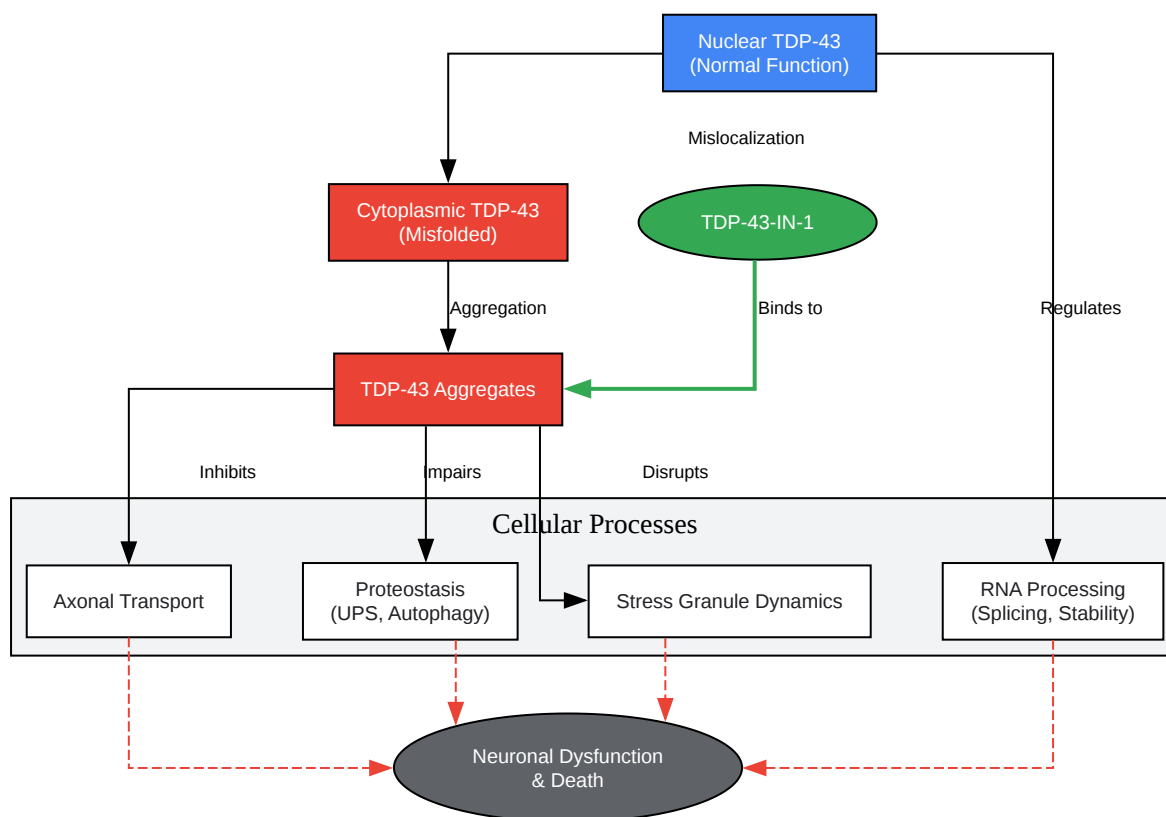 Nuclear TDP-43
(Normal Function)
Mislocalization
Cytoplasmic TDP-43
(Misfolded)
TDP-43-IN-1
Aggregation
Binds to
Regulates
TDP-43 Aggregates
Inhibits
Impairs
Disrupts
Cellular Processes
Axonal Transport
Proteostasis
(UPS, Autophagy)
Stress Granule Dynamics
RNA Processing
(Splicing, Stability)
Neuronal Dysfunction
& Death